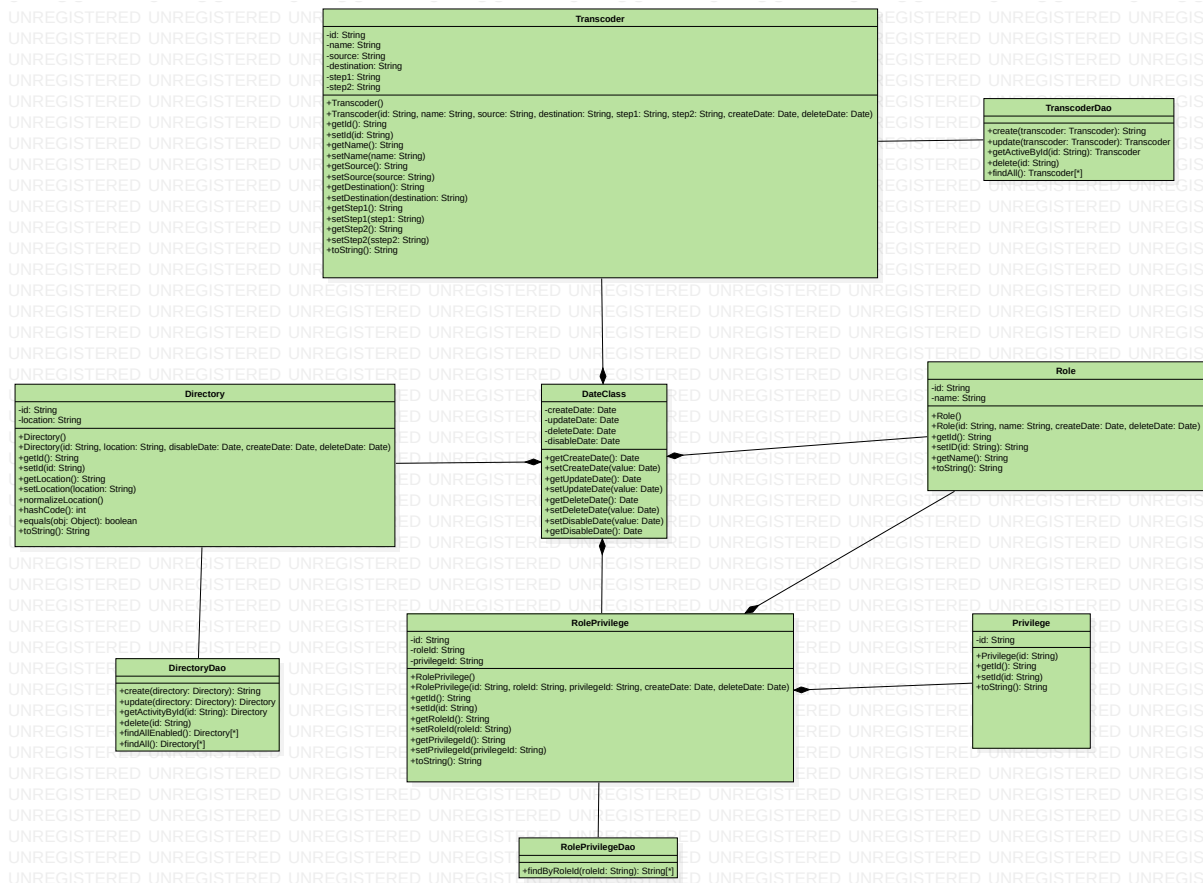 Transcoder
-id: String
-name: String
-source: String
-destination: String
-step1: String
-step2: String
+Transcoder()
+Transcoder(id: String, name: String, source: String, destination: String, step1: String, step2: String, createDate: Date, deleteDate: Date)
+getId(): String
+setId(id)
+getName(): String
+setName(name: String)
+getSource(): String
+setSource(source: String)
+getDestination(): String
+setDestination(destination: String)
+getStep1(): String
+setStep1(step1: String)
+getStep2(): String
+setStep2(sstep2: String)
+toString(): String
TranscoderDao
+create(transcoder: Transcoder): String
+update(transcoder: Transcoder): Transcoder
+getActiveById(id: String): Transcoder
+delete(id: String)
+findAll(): Transcoder[*]
Directory
-id: String
-location: String
+Directory()
+Directory(id: String, location: String, disableDate: Date, createDate: Date, deleteDate: Date)
+getId(): String
+setId(id: String)
+getLocation(): String
+setLocation(location: String)
+normalizeLocation()
+hashCode(): int
+equals(obj: Object): boolean
+toString(): String
DateClass
-createDate: Date
-updateDate: Date
-deleteDate: Date
-disableDate: Date
+getCreateDate(): Date
+setCreateDate(value: Date)
+getUpdateDate(): Date
+setUpdateDate(value: Date)
+getDeleteDate(): Date
+setDeleteDate(value: Date)
+setDisableDate(value: Date)
+getDisableDate(): Date
Role
-id: String
-name: String
+Role()
+Role(id: String, name: String, createDate: Date, deleteDate: Date)
+getId(): String
+setID(id: String): String
+getName(): String
+toString(): String
DirectoryDao
+create(directory: Directory): String
+update(directory: Directory): Directory
+getActivityById(id: String): Directory
+delete(id: String)
+findAllEnabled(): Directory[*]
+findAll(): Directory[*]
RolePrivilege
-id: String
-roleId: String
-privilegeId: String
+RolePrivilege()
+RolePrivilege(id: String, roleId: String, privilegeId: String, createDate: Date, deleteDate: Date)
+getId(): String
+setId(id: String)
+getRoleId(): String
+setRoleId(roleId: String)
+getPrivilegeId(): String
+setPrivilegeId(privilegeId: String)
+toString(): String
Privilege
-id: String
+Privilege(id: String)
+getId(): String
+setId(id: String)
+toString(): String
RolePrivilegeDao
+findByRoleId(roleId: String): String[*]